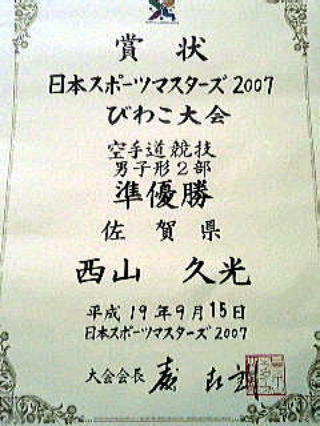 賞状
日本スポーツマスターズ2007
びわこ大会
空手道競技
男子形2部
準優勝
佐賀県
西山 久光
平成19年9月15日
日本スポーツマスターズ2007
大会会長